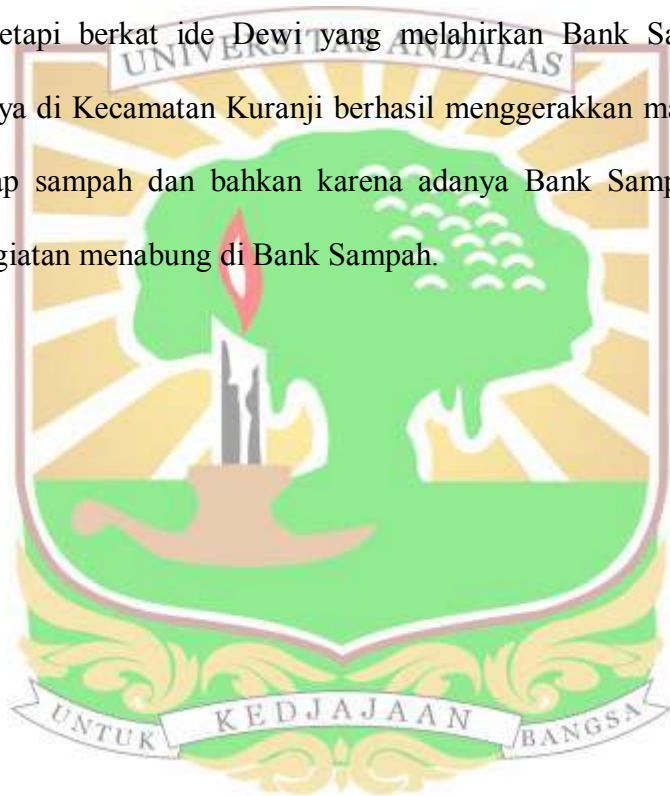 etapi berkat ide Dewi yang melahirkan Bank Sa
UNIVERSITAS ANDALAS
ya di Kecamatan Kuranji berhasil menggerakkan ma
ap sampah dan bahkan karena adanya Bank Samp
giatan menabung di Bank Sampah.
UNTUK KEDJAJAAN BANGSA